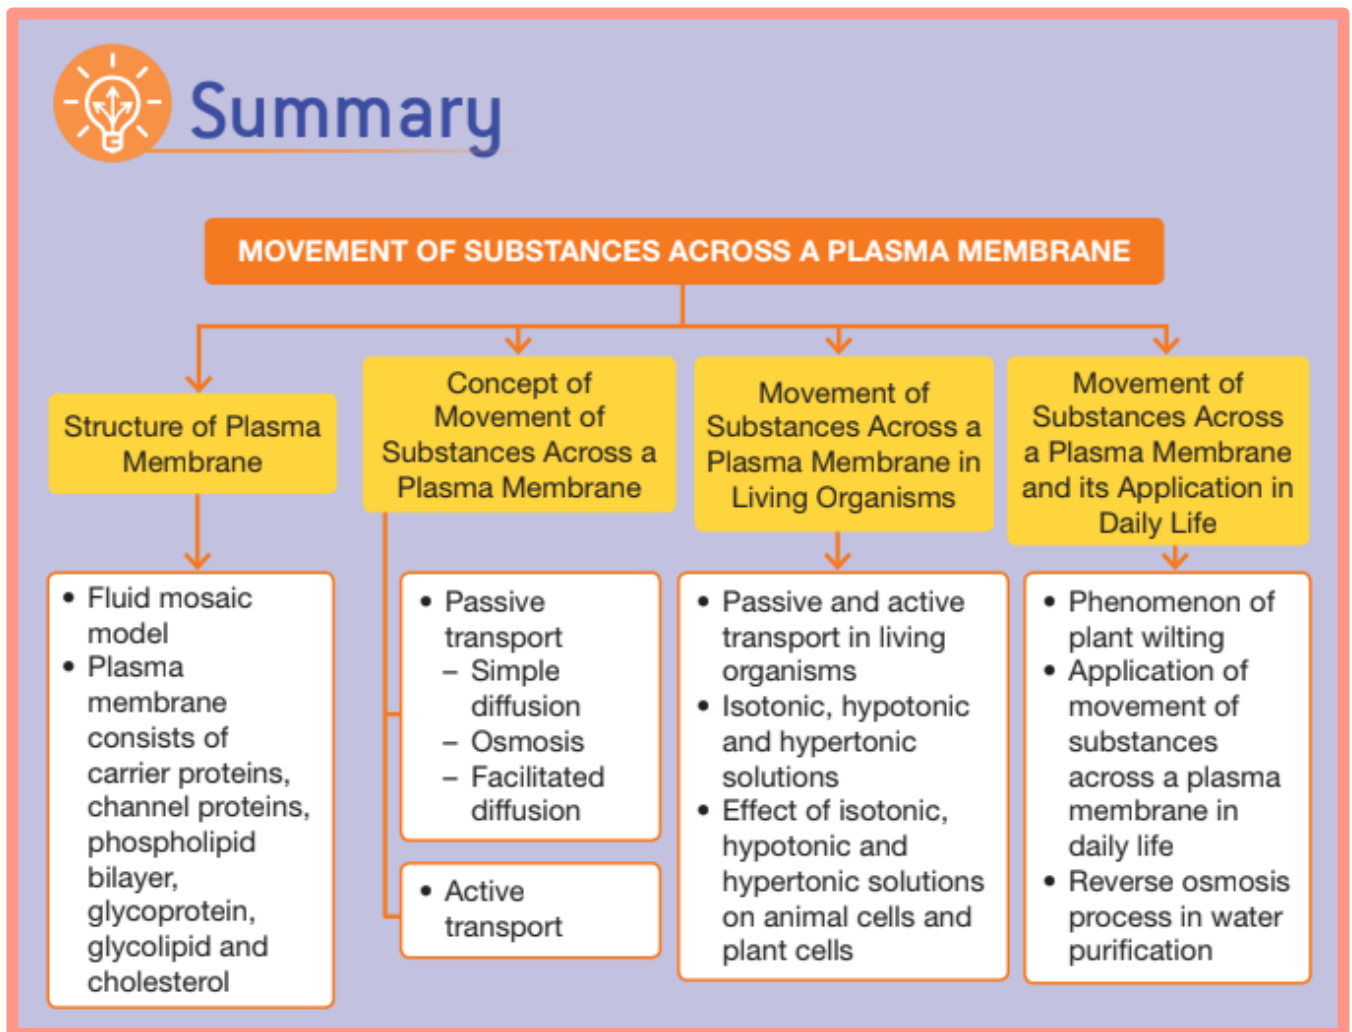 Summary
MOVEMENT OF SUBSTANCES ACROSS A PLASMA MEMBRANE
Structure of Plasma
Membrane
• Fluid mosaic
model
• Plasma
membrane
consists of
carrier proteins,
channel proteins,
phospholipid
bilayer,
glycoprotein,
glycolipid and
cholesterol
Concept of
Movement of
Substances Across a
Plasma Membrane
• Passive
transport
– Simple
diffusion
– Osmosis
– Facilitated
diffusion
• Active
transport
Movement of
Substances Across a
Plasma Membrane in
Living Organisms
• Passive and active
transport in living
organisms
• Isotonic, hypotonic
and hypertonic
solutions
• Effect of isotonic,
hypotonic and
hypertonic solutions
on animal cells and
plant cells
Movement of
Substances Across
a Plasma Membrane
and its Application in
Daily Life
• Phenomenon of
plant wilting
• Application of
movement of
substances
across a plasma
membrane in
daily life
• Reverse osmosis
process in water
purification